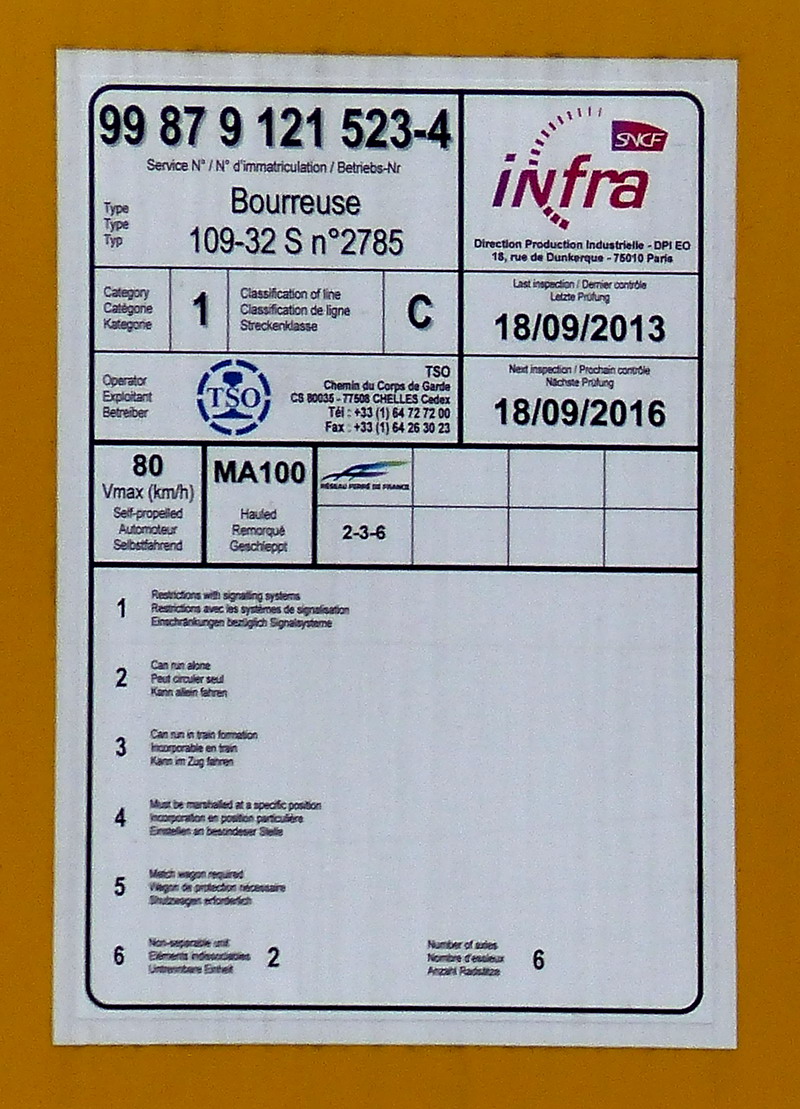 99 87 9 121 523-4
Service N° / N° d'immatriculation / Betriebs-Nr
Type
Type
Typ
Bourreuse
109-32 S n°2785
SNCF
infra
Direction Production Industrielle - DPI EO
18, rue de Dunkerque - 75010 Paris
Category
Catégorie
Kategorie
1
Classification of line
Classification de ligne
Streckenklasse
C
Last inspection / Dernier contrôle
Letzte Prüfung
18/09/2013
Operator
Exploitant
Betreiber
TSO
TSO
Chemin du Corps de Garde
CS 80035 - 77508 CHELLES Cedex
Tél : +33 (1) 64 72 72 00
Fax : +33 (1) 64 26 30 23
Next inspection / Prochain contrôle
Nächste Prüfung
18/09/2016
80
Vmax (km/h)
Self-propelled
Automoteur
Selbstfahrend
MA100
Hauled
Remorqué
Geschleppt
RÉSEAU FERRÉ DE FRANCE
2-3-6
1
Restrictions with signalling systems
Restrictions avec les systèmes de signalisation
Einschränkungen bezüglich Signalsysteme
2
Can run alone
Peut circuler seul
Kann allein fahren
3
Can run in train formation
Incorporable en train
Kann im Zug fahren
4
Must be marshalled at a specific position
Incorporation en position particulière
Einstellen an besondeser Stelle
5
Match wagon required
Wagon de protection nécessaire
Shutzwagen erforderlich
6
Non-separable unit
Eléments indissociables
Untrennbare Einheit
2
Number of axles
Nombre d'essieux
Anzahl Radsätze
6